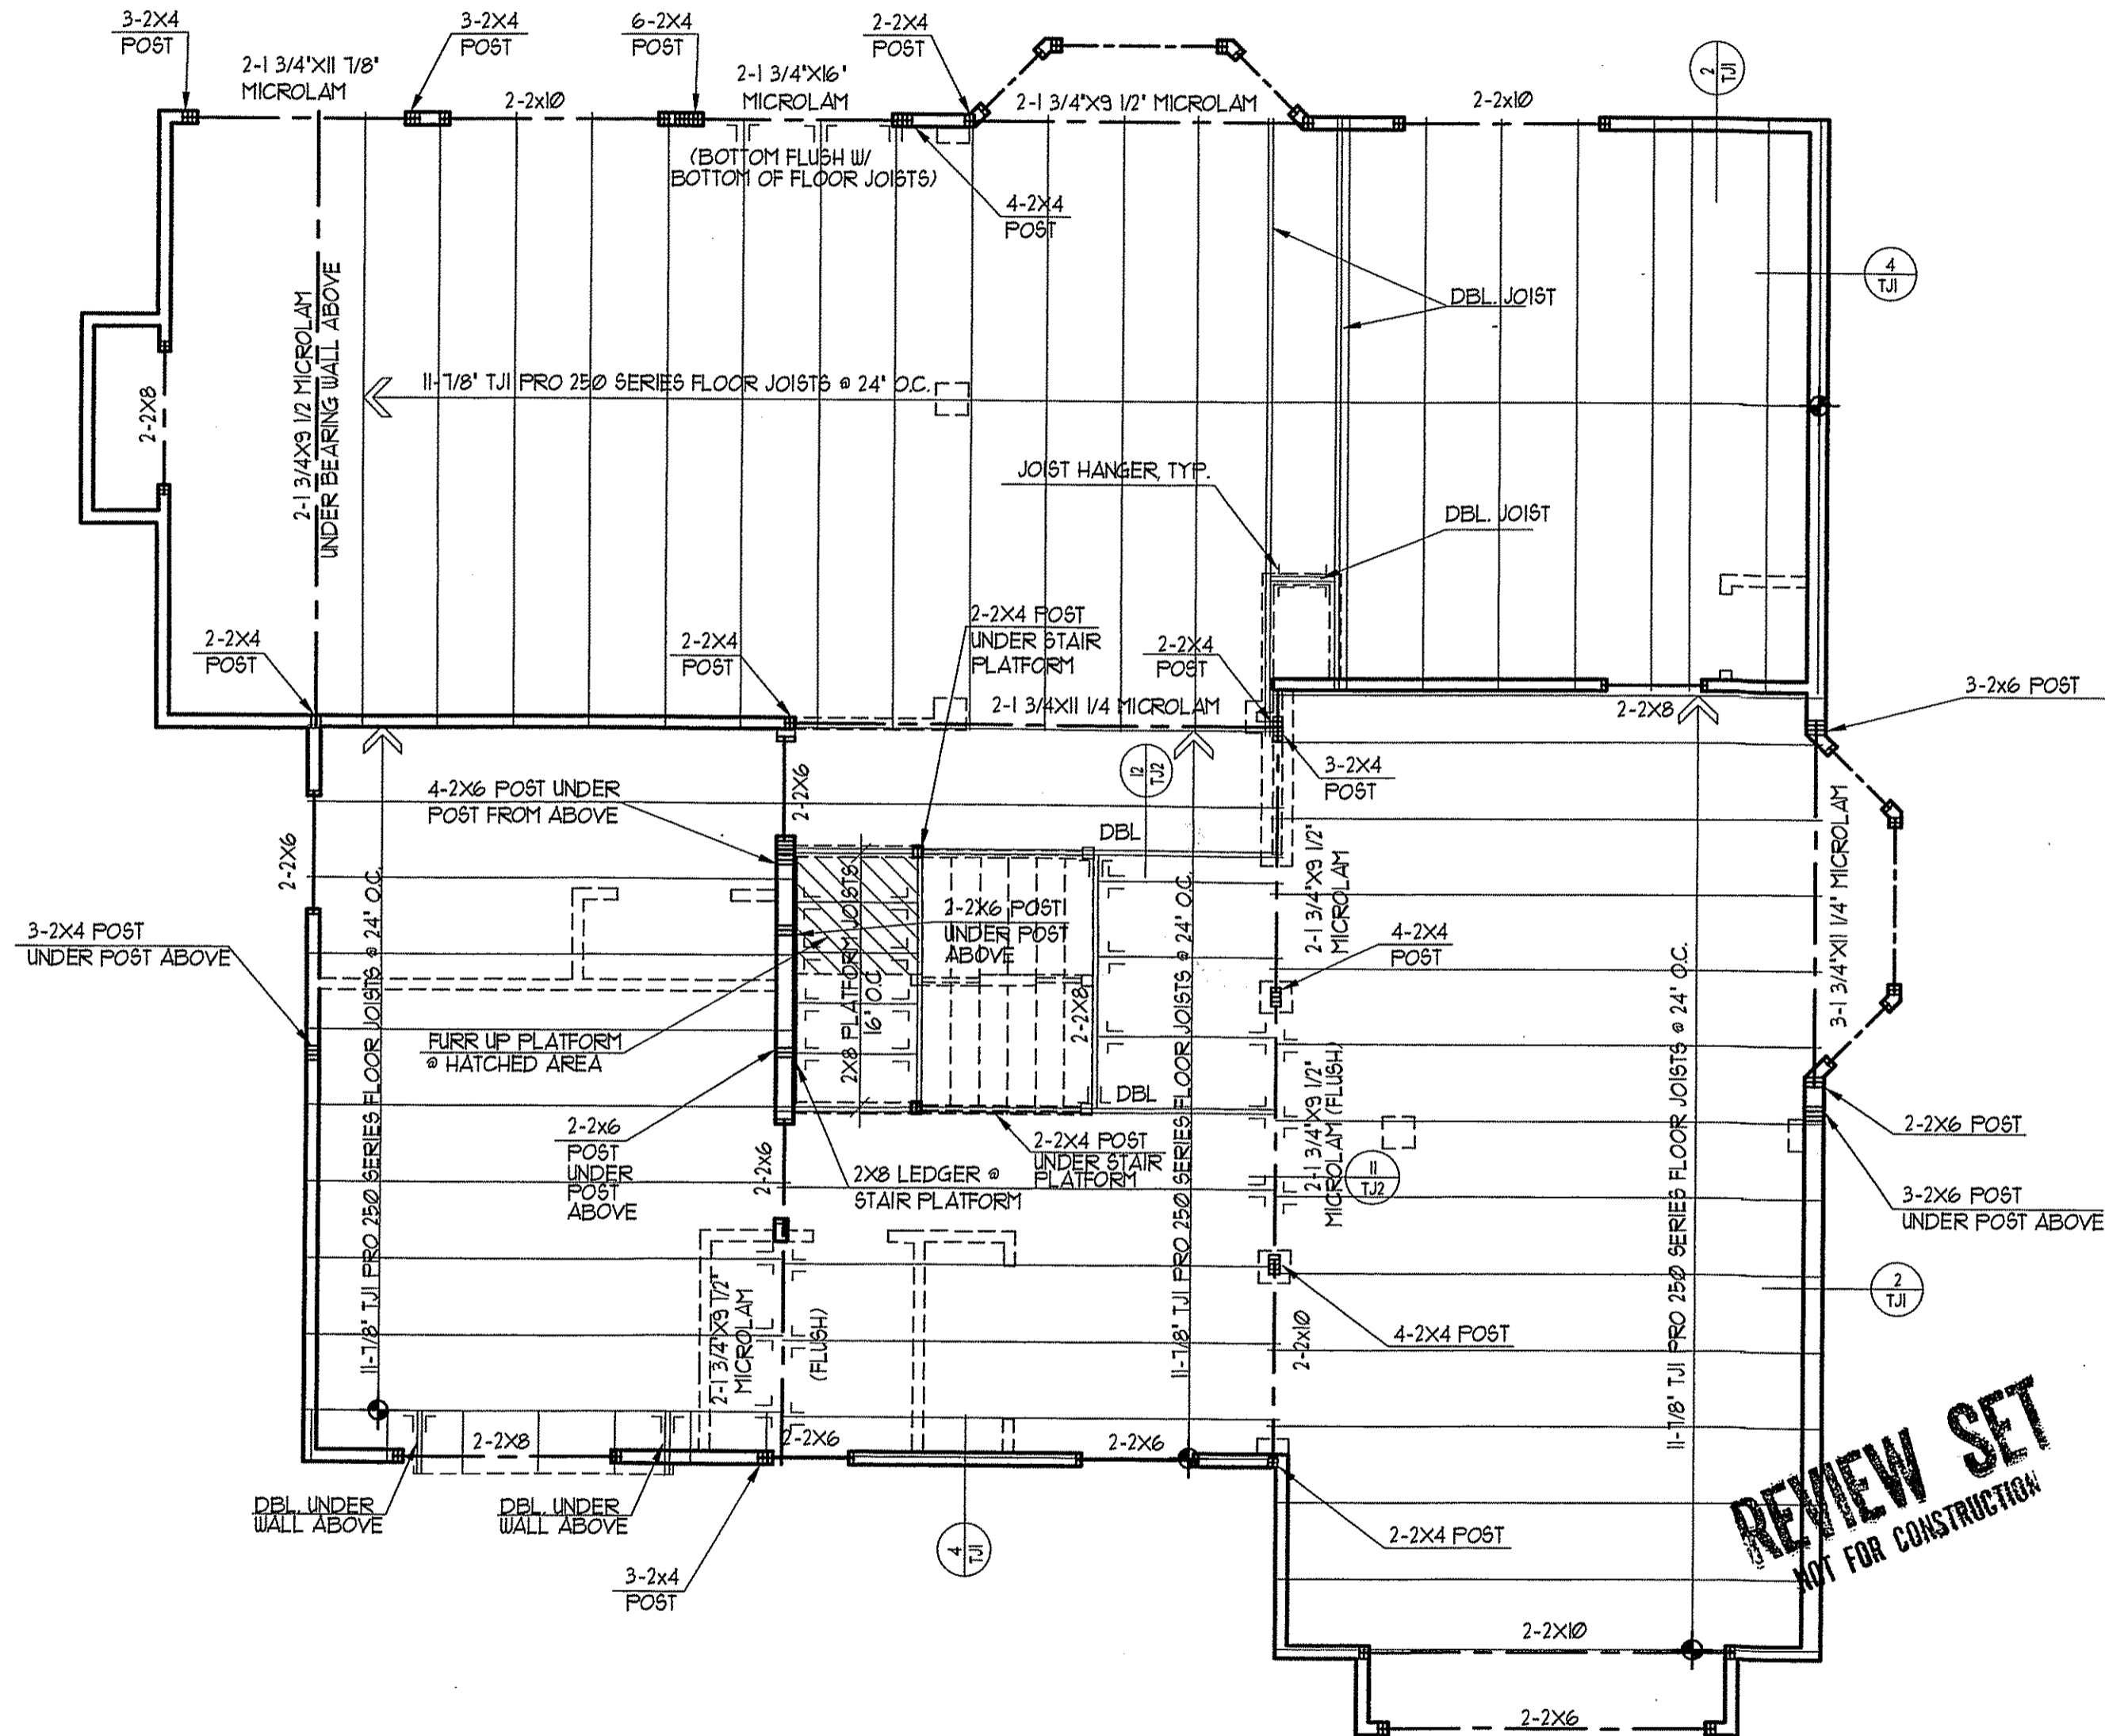 3-2X4
POST
3-2X4
POST
6-2X4
POST
2-2X4
POST
2-1 3/4"X11 7/8"
MICROLAM
2-2x10
2-1 3/4"X16"
MICROLAM
2-1 3/4"X9 1/2" MICROLAM
2-2x10
2
TJ1
(BOTTOM FLUSH W/
BOTTOM OF FLOOR JOISTS)
4-2X4
POST
4
TJ1
DBL. JOIST
2-1 3/4X9 1/2 MICROLAM
UNDER BEARING WALL ABOVE
2-2X8
11-7/8" TJI PRO 250 SERIES FLOOR JOISTS @ 24" O.C.
JOIST HANGER, TYP.
DBL. JOIST
2-2X4
POST
2-2X4
POST
2-2X4 POST
UNDER STAIR
PLATFORM
2-2X4
POST
2-1 3/4X11 1/4 MICROLAM
2-2X8
3-2x6 POST
12
TJ2
3-2X4
POST
4-2X6 POST UNDER
POST FROM ABOVE
2-2X6
2-2X6
DBL
2-1 3/4"X9 1/2"
MICROLAM
3-1 3/4"X11 1/4" MICROLAM
3-2X4 POST
UNDER POST ABOVE
2X8 PLATFORM JOISTS
16" O.C.
2-2X6 POST
UNDER POST
ABOVE
4-2X4
POST
FURR UP PLATFORM
@ HATCHED AREA
2-2X8
DBL
2-1 3/4"X9 1/2"
MICROLAM (FLUSH)
11-7/8" TJI PRO 250 SERIES FLOOR JOISTS @ 24" O.C.
11-7/8" TJI PRO 250 SERIES FLOOR JOISTS @ 24" O.C.
11-7/8" TJI PRO 250 SERIES FLOOR JOISTS @ 24" O.C.
2-2x6
POST
UNDER
POST
ABOVE
2-2X6
2X8 LEDGER @
STAIR PLATFORM
2-2X4 POST
UNDER STAIR
PLATFORM
11
TJ2
2-2X6 POST
3-2X6 POST
UNDER POST ABOVE
2
TJ1
2-1 3/4"X9 1/2"
MICROLAM
(FLUSH)
2-2x10
4-2X4 POST
2-2X8
2-2X6
2-2X6
DBL. UNDER
WALL ABOVE
DBL. UNDER
WALL ABOVE
3-2x4
POST
4
TJ1
2-2X4 POST
REVIEW SET
NOT FOR CONSTRUCTION
2-2X10
2-2X6